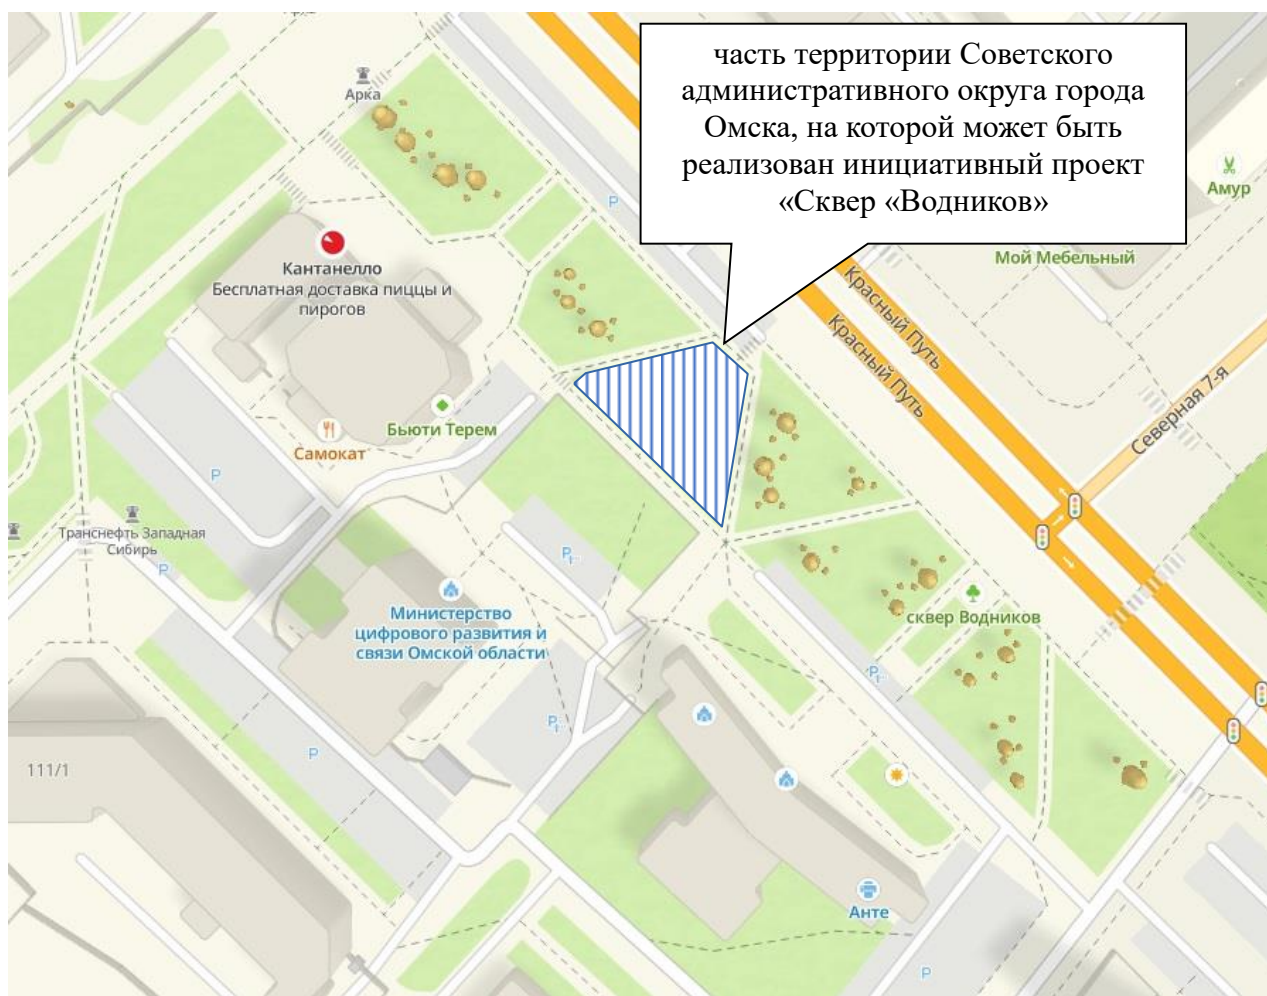 часть территории Советского
административного округа города
Омска, на которой может быть
реализован инициативный проект
«Сквер «Водников»
Арка
P
Амур
Мой Мебельный
Кантанелло
Бесплатная доставка пиццы и
пирогов
Красный Путь
Красный Путь
Северная 7-я
Бьюти Терем
Самокат
P
Транснефть Западная
Сибирь
P
P
Министерство
цифрового развития и
связи Омской области
сквер Водников
P
P
P
111/1
Анте
P